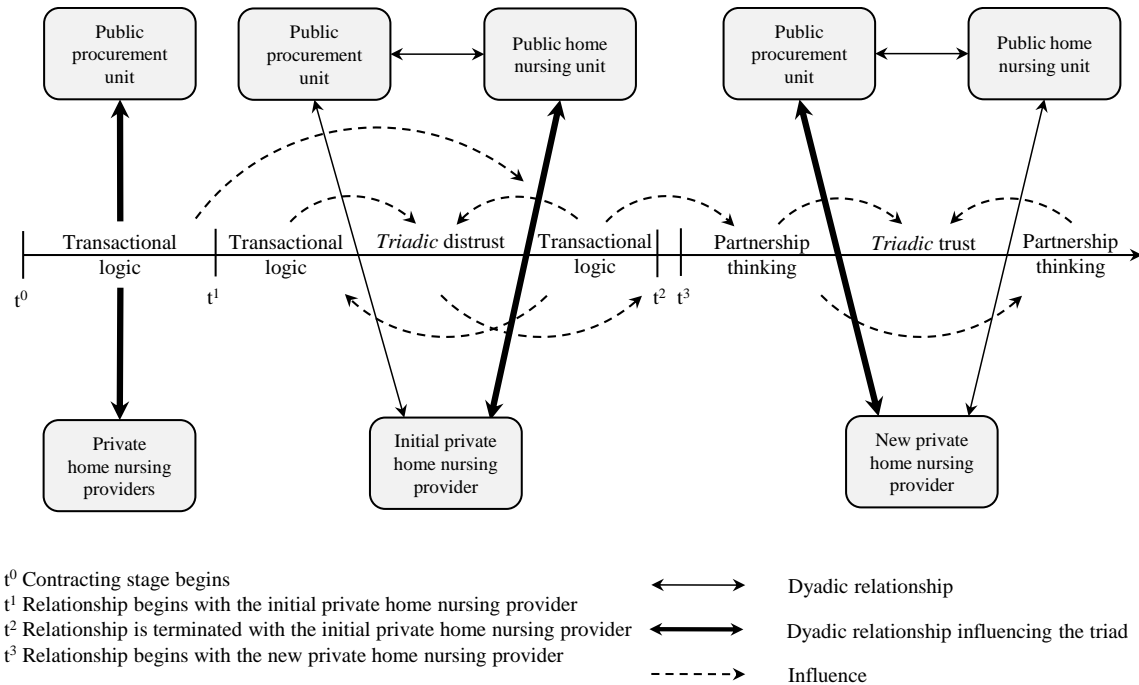 Public
procurement
unit
Public
procurement
unit
Public home
nursing unit
Public
procurement
unit
Public home
nursing unit
Transactional
logic
Transactional
logic
Triadic distrust
Transactional
logic
Partnership
thinking
Triadic trust
Partnership
thinking
t⁰
t¹
t²
t³
Private
home nursing
providers
Initial private
home nursing
provider
New private
home nursing
provider
t⁰ Contracting stage begins
t¹ Relationship begins with the initial private home nursing provider
t² Relationship is terminated with the initial private home nursing provider
t³ Relationship begins with the new private home nursing provider
Dyadic relationship
Dyadic relationship influencing the triad
Influence